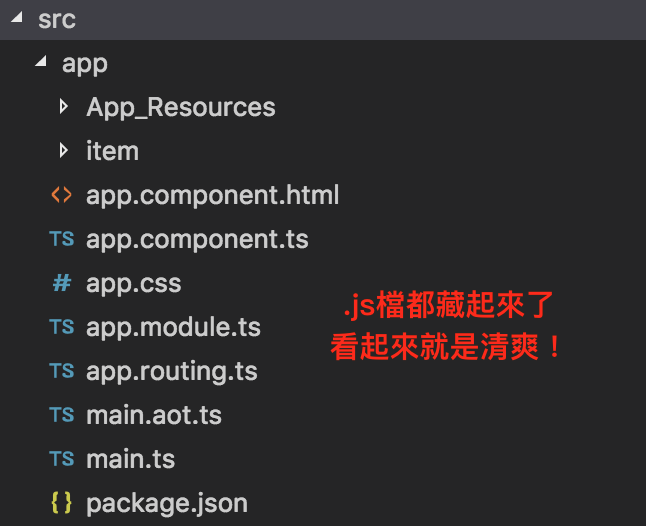 src
app
App_Resources
item
<> app.component.html
TS app.component.ts
# app.css
TS app.module.ts
.js檔都藏起來了
看起來就是清爽！
TS app.routing.ts
TS main.aot.ts
TS main.ts
{} package.json